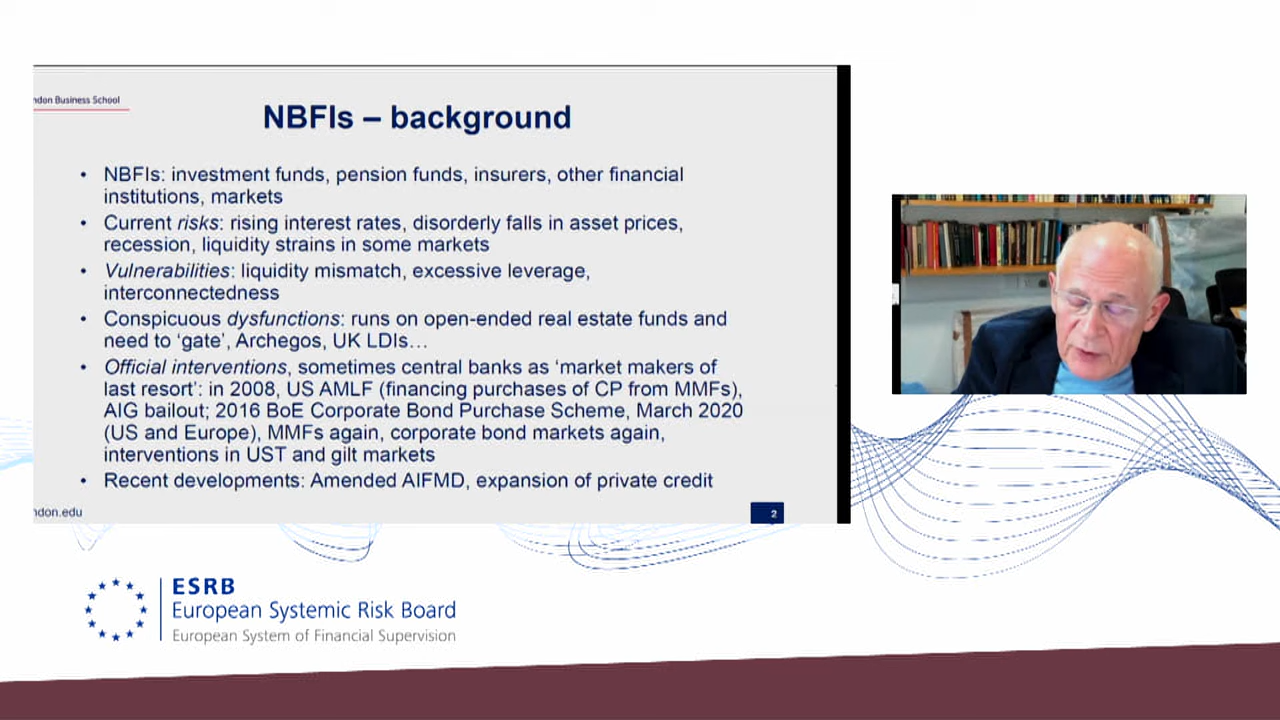 ndon Business School
NBFIs – background
• NBFIs: investment funds, pension funds, insurers, other financial
institutions, markets
• Current risks: rising interest rates, disorderly falls in asset prices,
recession, liquidity strains in some markets
• Vulnerabilities: liquidity mismatch, excessive leverage,
interconnectedness
• Conspicuous dysfunctions: runs on open-ended real estate funds and
need to ‘gate’, Archegos, UK LDIs…
• Official interventions, sometimes central banks as ‘market makers of
last resort’: in 2008, US AMLF (financing purchases of CP from MMFs),
AIG bailout; 2016 BoE Corporate Bond Purchase Scheme, March 2020
(US and Europe), MMFs again, corporate bond markets again,
interventions in UST and gilt markets
• Recent developments: Amended AIFMD, expansion of private credit
ndon.edu
2
ESRB
European Systemic Risk Board
European System of Financial Supervision